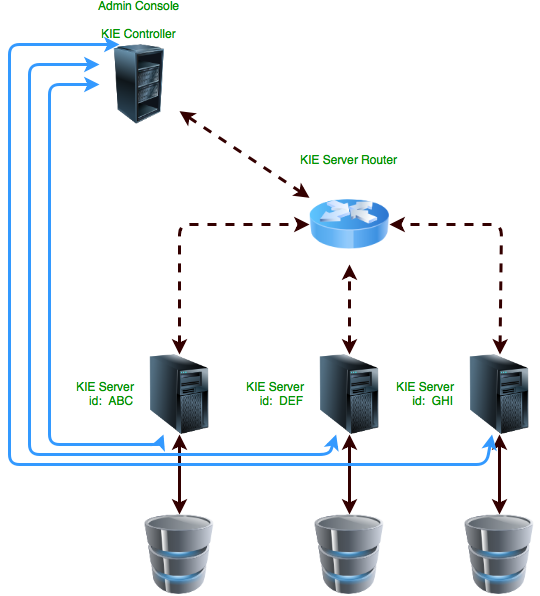 Admin Console
KIE Controller
KIE Server Router
KIE Server
id:  ABC
KIE Server
id:  DEF
KIE Server
id:  GHI